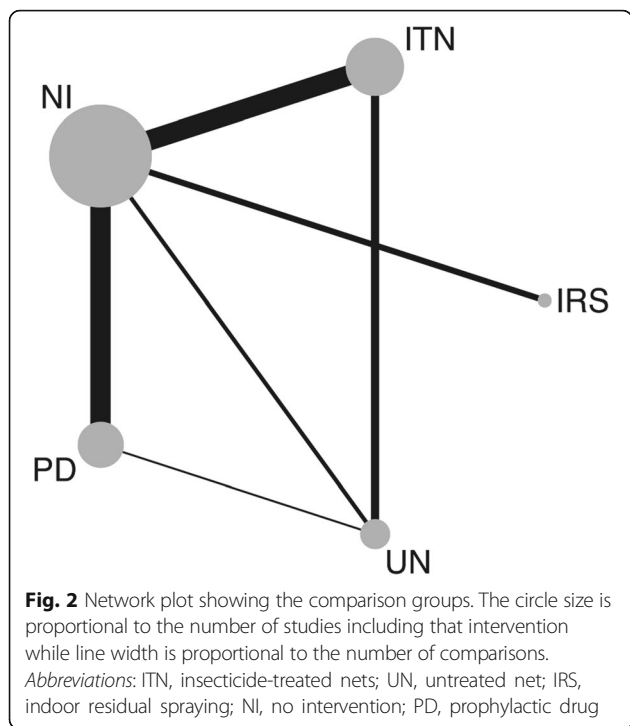 ITN
NI
IRS
PD
UN
Fig. 2 Network plot showing the comparison groups. The circle size is
proportional to the number of studies including that intervention
while line width is proportional to the number of comparisons.
Abbreviations: ITN, insecticide-treated nets; UN, untreated net; IRS,
indoor residual spraying; NI, no intervention; PD, prophylactic drug